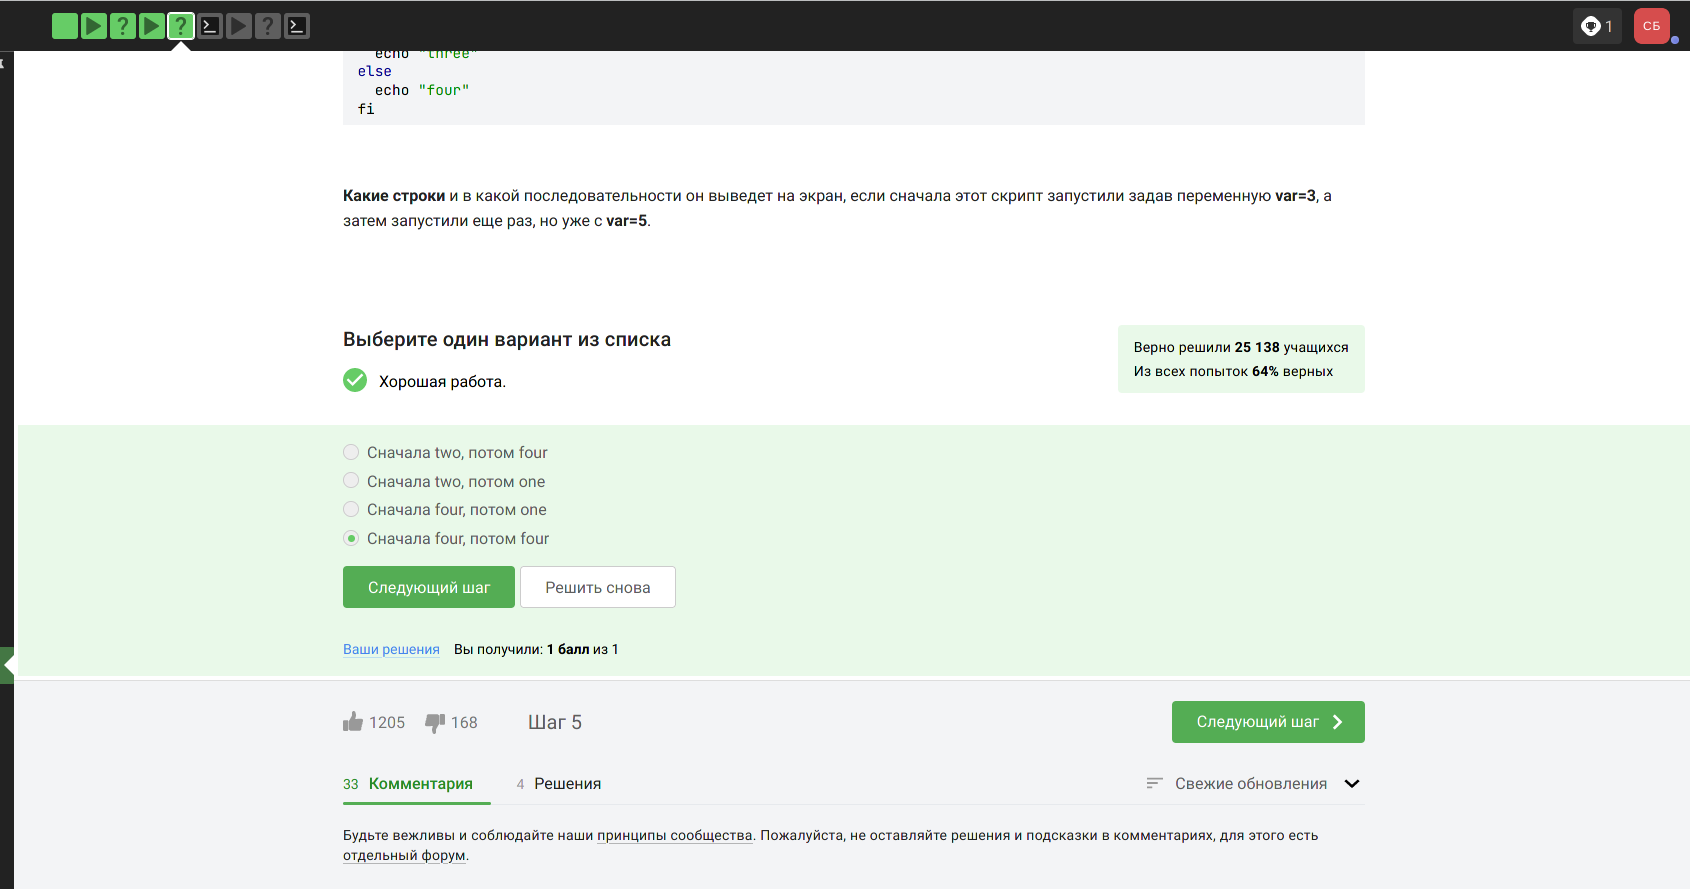 1
СБ
echo "three"
else
echo "four"
fi
Какие строки и в какой последовательности он выведет на экран, если сначала этот скрипт запустили задав переменную var=3, а
затем запустили еще раз, но уже с var=5.
Выберите один вариант из списка
Хорошая работа.
Верно решили 25 138 учащихся
Из всех попыток 64% верных
Сначала two, потом four
Сначала two, потом one
Сначала four, потом one
Сначала four, потом four
Следующий шаг
Решить снова
Ваши решения Вы получили: 1 балл из 1
1205 168 Шаг 5
Следующий шаг
33 Комментария 4 Решения
Свежие обновления
Будьте вежливы и соблюдайте наши принципы сообщества. Пожалуйста, не оставляйте решения и подсказки в комментариях, для этого есть
отдельный форум.